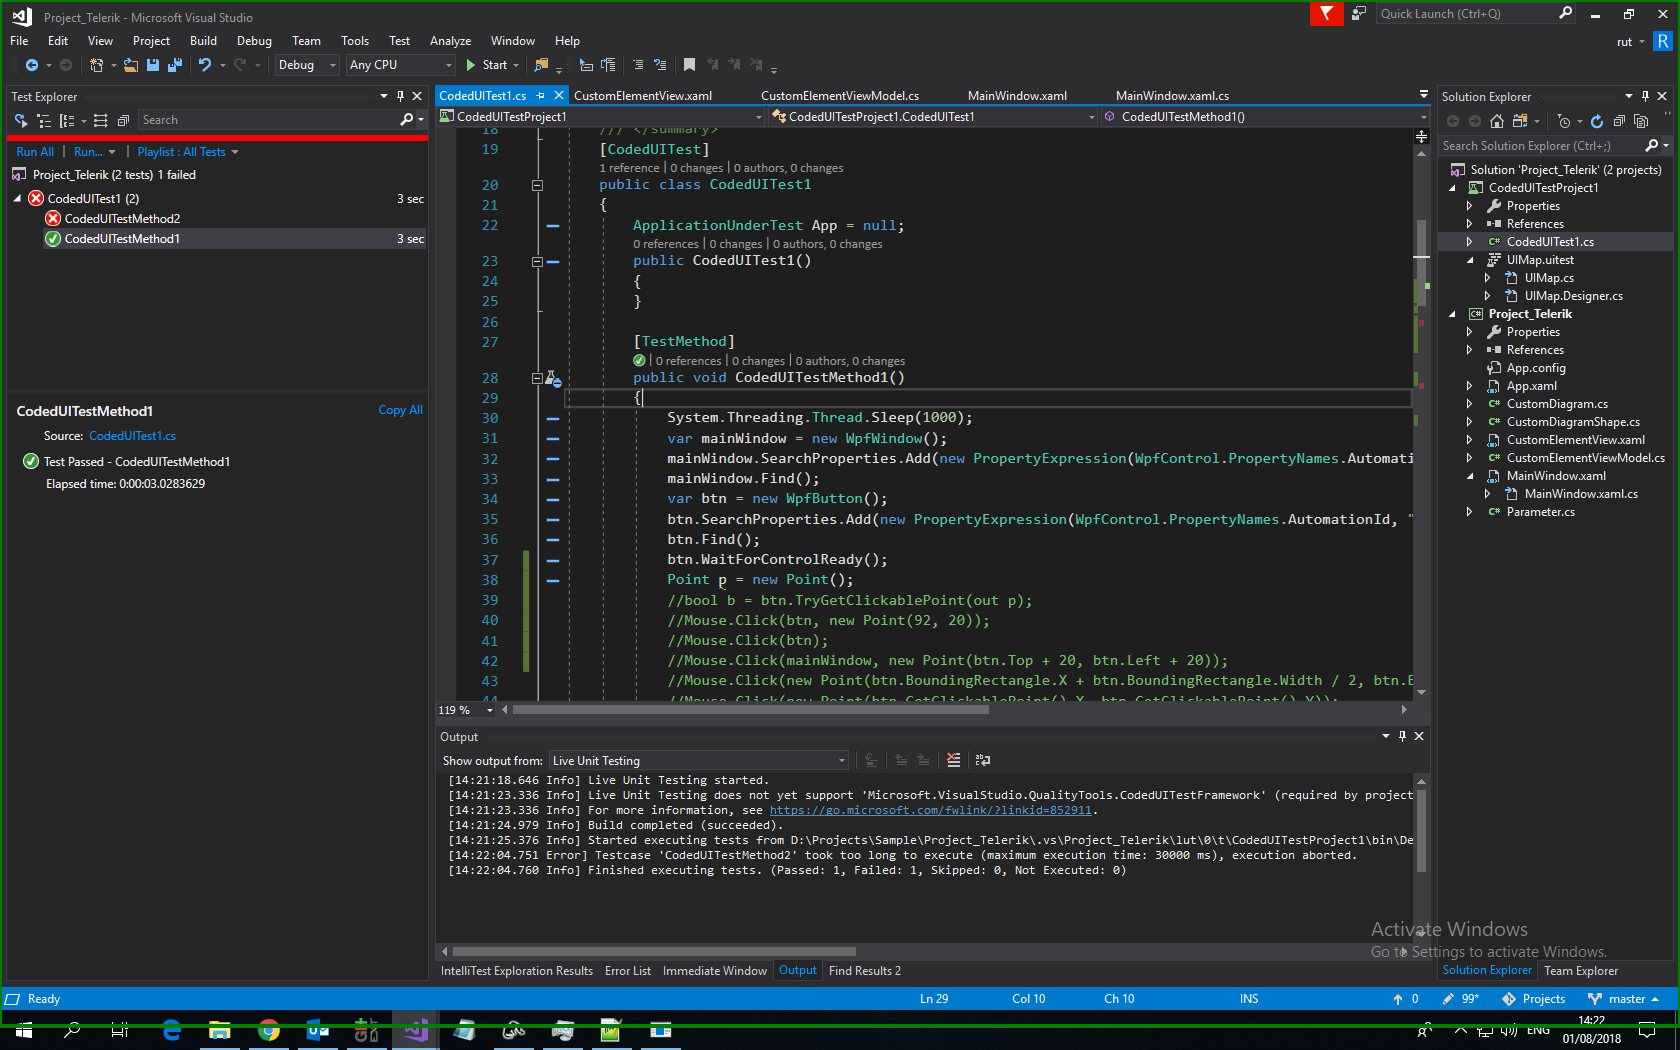 Project_Telerik - Microsoft Visual Studio
Quick Launch (Ctrl+Q)
File Edit View Project Build Debug Team Tools Test Analyze Window Help
rut R
Debug Any CPU Start
Test Explorer
Search
Run All | Run... | Playlist : All Tests
Project_Telerik (2 tests) 1 failed
CodedUITest1 (2) 3 sec
CodedUITestMethod2
CodedUITestMethod1 3 sec
CodedUITestMethod1 Copy All
Source: CodedUITest1.cs
Test Passed - CodedUITestMethod1
Elapsed time: 0:00:03.0283629
CodedUITest1.cs CustomElementView.xaml CustomElementViewModel.cs MainWindow.xaml MainWindow.xaml.cs
CodedUITestProject1 CodedUITestProject1.CodedUITest1 CodedUITestMethod1()
18 /// </summary>
19 [CodedUITest]
1 reference | 0 changes | 0 authors, 0 changes
20 public class CodedUITest1
21 {
22 ApplicationUnderTest App = null;
0 references | 0 changes | 0 authors, 0 changes
23 public CodedUITest1()
24 {
25 }
26
27 [TestMethod]
| 0 references | 0 changes | 0 authors, 0 changes
28 public void CodedUITestMethod1()
29 {
30 System.Threading.Thread.Sleep(1000);
31 var mainWindow = new WpfWindow();
32 mainWindow.SearchProperties.Add(new PropertyExpression(WpfControl.PropertyNames.Automati
33 mainWindow.Find();
34 var btn = new WpfButton();
35 btn.SearchProperties.Add(new PropertyExpression(WpfControl.PropertyNames.AutomationId, "
36 btn.Find();
37 btn.WaitForControlReady();
38 Point p = new Point();
39 //bool b = btn.TryGetClickablePoint(out p);
40 //Mouse.Click(btn, new Point(92, 20));
41 //Mouse.Click(btn);
42 //Mouse.Click(mainWindow, new Point(btn.Top + 20, btn.Left + 20));
43 //Mouse.Click(new Point(btn.BoundingRectangle.X + btn.BoundingRectangle.Width / 2, btn.B
44 //Mouse.Click(new Point(btn.GetClickablePoint().X, btn.GetClickablePoint().Y));
119 %
Output
Show output from: Live Unit Testing
[14:21:18.646 Info] Live Unit Testing started.
[14:21:23.336 Info] Live Unit Testing does not yet support 'Microsoft.VisualStudio.QualityTools.CodedUITestFramework' (required by project
[14:21:23.336 Info] For more information, see https://go.microsoft.com/fwlink/?linkid=852911.
[14:21:24.979 Info] Build completed (succeeded).
[14:21:25.376 Info] Started executing tests from D:\Projects\Sample\Project_Telerik\.vs\Project_Telerik\lut\0\t\CodedUITestProject1\bin\De
[14:22:04.751 Error] Testcase 'CodedUITestMethod2' took too long to execute (maximum execution time: 30000 ms), execution aborted.
[14:22:04.760 Info] Finished executing tests. (Passed: 1, Failed: 1, Skipped: 0, Not Executed: 0)
IntelliTest Exploration Results Error List Immediate Window Output Find Results 2
Solution Explorer
Search Solution Explorer (Ctrl+;)
Solution 'Project_Telerik' (2 projects)
CodedUITestProject1
Properties
References
CodedUITest1.cs
UIMap.uitest
UIMap.cs
UIMap.Designer.cs
Project_Telerik
Properties
References
App.config
App.xaml
CustomDiagram.cs
CustomDiagramShape.cs
CustomElementView.xaml
CustomElementViewModel.cs
MainWindow.xaml
MainWindow.xaml.cs
Parameter.cs
Activate Windows
Go to Settings to activate Windows.
Solution Explorer Team Explorer
Ready Ln 29 Col 10 Ch 10 INS 0 99* Projects master
ENG 14:22
01/08/2018